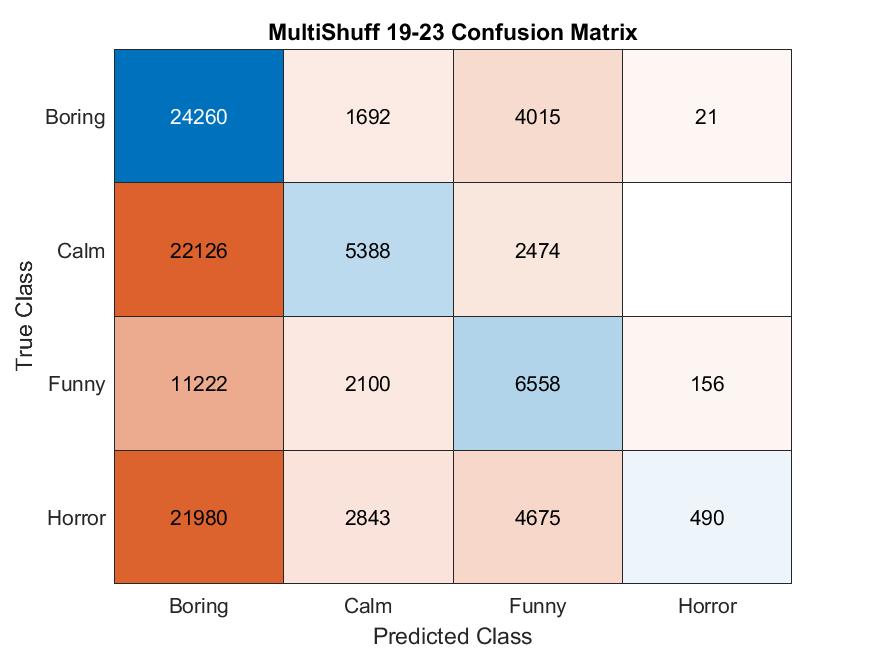 MultiShuff 19-23 Confusion Matrix
Boring 24260 1692 4015 21
Calm 22126 5388 2474
Funny 11222 2100 6558 156
Horror 21980 2843 4675 490
True Class
Boring Calm Funny Horror
Predicted Class